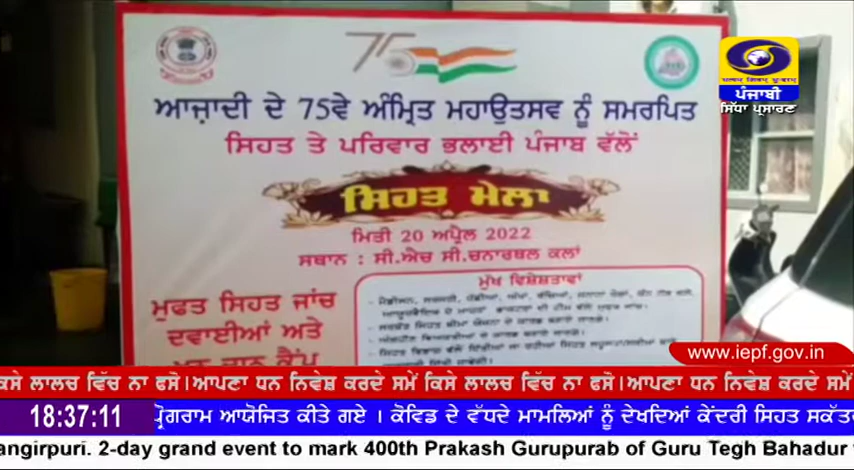 75
ਆਜ਼ਾਦੀ ਦੇ 75ਵੇ ਅੰਮ੍ਰਿਤ ਮਹਾਉਤਸਵ ਨੂੰ ਸਮਰਪਿਤ
ਸਿਹਤ ਤੇ ਪਰਿਵਾਰ ਭਲਾਈ ਪੰਜਾਬ ਵੱਲੋਂ
ਸਿਹਤ ਮੇਲਾ
ਮਿਤੀ 20 ਅਪ੍ਰੈਲ 2022
ਸਥਾਨ : ਸੀ.ਐਚ ਸੀ.ਚਨਾਰਥਲ ਕਲਾਂ
ਮੁਫਤ ਸਿਹਤ ਜਾਂਚ
ਦਵਾਈਆਂ ਅਤੇ
ਖੂਨ ਦਾਨ ਕੈਂਪ
ਮੁੱਖ ਵਿਸ਼ੇਸ਼ਤਾਵਾਂ
ਪੰਜਾਬੀ
ਸਿੱਧਾ ਪ੍ਰਸਾਰਣ
www.iepf.gov.in
ਕਿਸੇ ਲਾਲਚ ਵਿੱਚ ਨਾ ਫਸੋ।ਆਪਣਾ ਧਨ ਨਿਵੇਸ਼ ਕਰਦੇ ਸਮੇਂ ਕਿਸੇ ਲਾਲਚ ਵਿੱਚ ਨਾ ਫਸੋ।ਆਪਣਾ ਧਨ ਨਿਵੇਸ਼ ਕਰਦੇ ਸਮੇਂ
18:37:11 ਪ੍ਰੋਗਰਾਮ ਆਯੋਜਿਤ ਕੀਤੇ ਗਏ । ਕੋਵਿਡ ਦੇ ਵੱਧਦੇ ਮਾਮਲਿਆਂ ਨੂੰ ਦੇਖਦਿਆਂ ਕੇਂਦਰੀ ਸਿਹਤ ਸਕੱਤ
angirpuri. 2-day grand event to mark 400th Prakash Gurupurab of Guru Tegh Bahadur